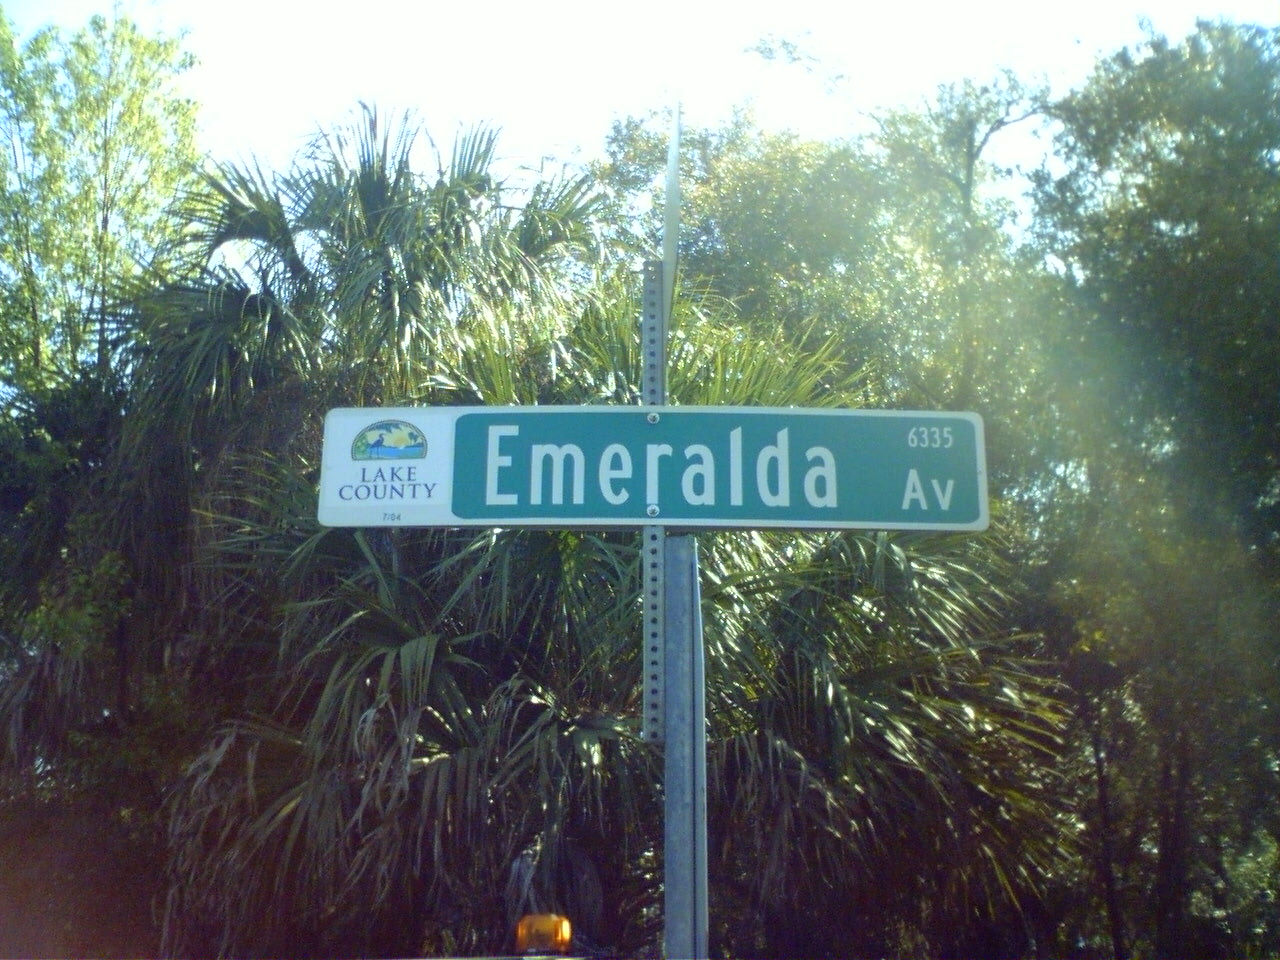 LAKE
COUNTY
7/04
Emeralda
6335
Av